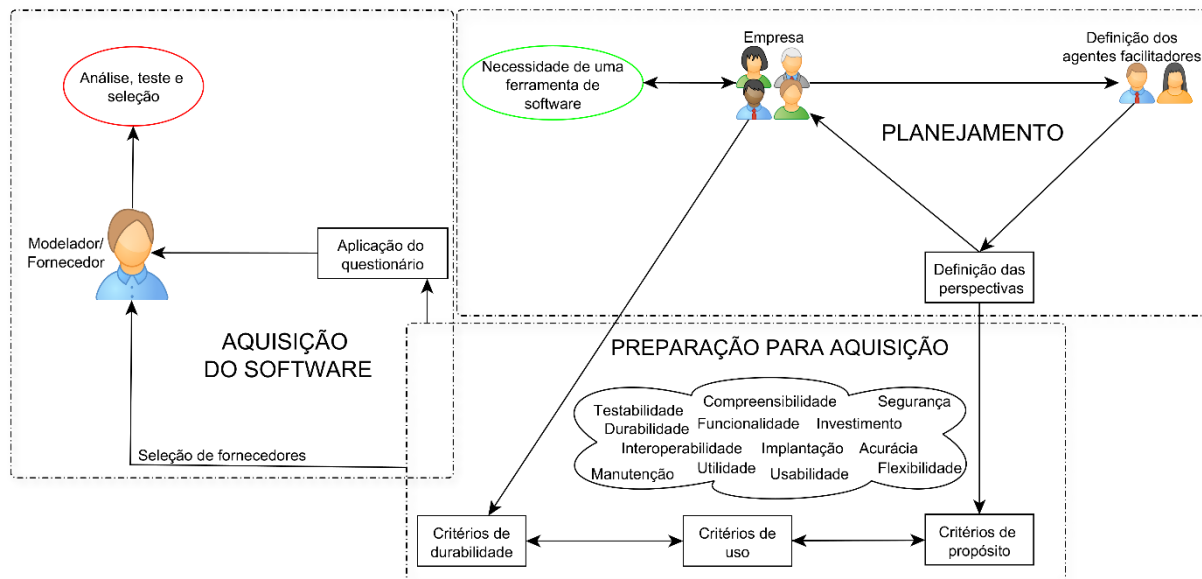 Análise, teste e
seleção
Modelador/
Fornecedor
Aplicação do
questionário
AQUISIÇÃO
DO SOFTWARE
Seleção de fornecedores
Necessidade de uma
ferramenta de
software
Empresa
Definição dos
agentes facilitadores
PLANEJAMENTO
Definição das
perspectivas
PREPARAÇÃO PARA AQUISIÇÃO
Testabilidade
Compreensibilidade
Segurança
Durabilidade
Funcionalidade
Investimento
Interoperabilidade
Implantação
Acurácia
Manutenção
Utilidade
Usabilidade
Flexibilidade
Critérios de
durabilidade
Critérios de
uso
Critérios de
propósito